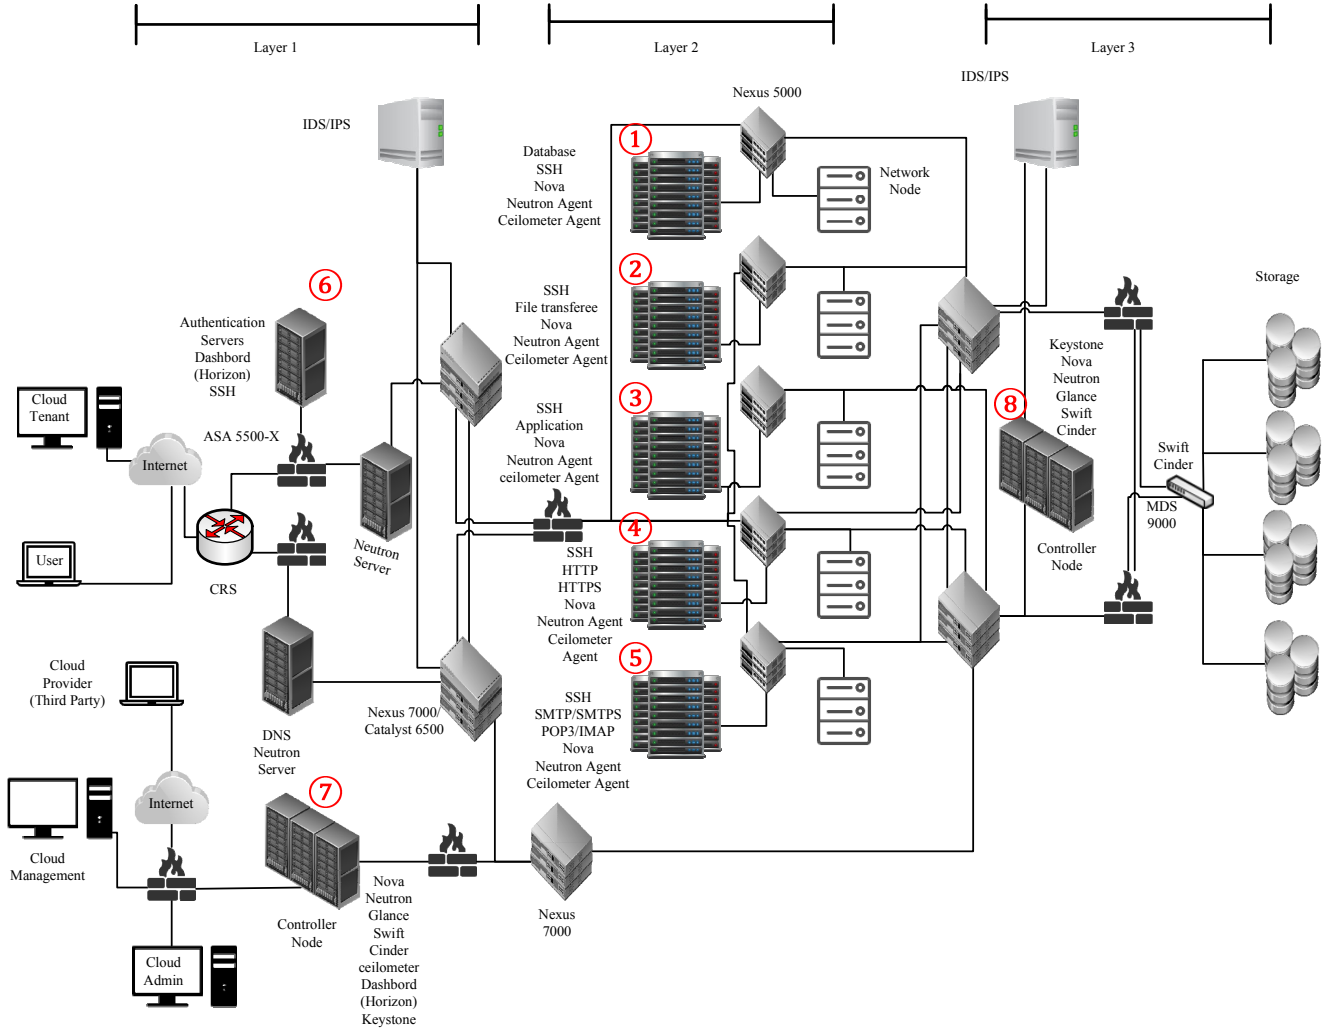 Layer 1
Layer 2
Layer 3
IDS/IPS
Nexus 5000
IDS/IPS
①
Database
SSH
Nova
Neutron Agent
Ceilometer Agent
Network
Node
②
SSH
File transferee
Nova
Neutron Agent
Ceilometer Agent
③
SSH
Application
Nova
Neutron Agent
ceilometer Agent
④
SSH
HTTP
HTTPS
Nova
Neutron Agent
Ceilometer
Agent
⑤
SSH
SMTP/SMTPS
POP3/IMAP
Nova
Neutron Agent
Ceilometer Agent
⑥
Authentication
Servers
Dashbord
(Horizon)
SSH
Cloud
Tenant
Internet
ASA 5500-X
User
CRS
Neutron
Server
Cloud
Provider
(Third Party)
DNS
Neutron
Server
Nexus 7000/
Catalyst 6500
Internet
Cloud
Management
⑦
Controller
Node
Nova
Neutron
Glance
Swift
Cinder
ceilometer
Dashbord
(Horizon)
Keystone
Cloud
Admin
Nexus
7000
⑧
Keystone
Nova
Neutron
Glance
Swift
Cinder
Controller
Node
Swift
Cinder
MDS
9000
Storage